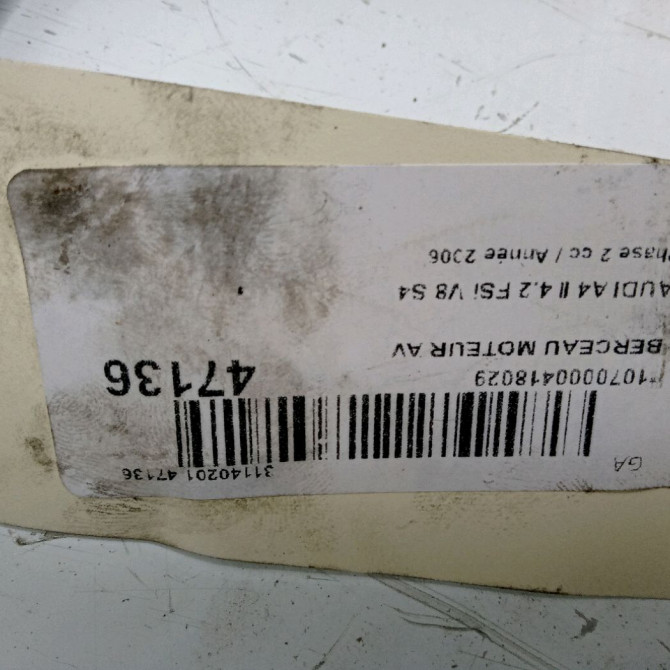 GA
31140201 47136
*1070000418029
47136
BERCEAU MOTEUR AV
AUDI A4 II 4.2 FSi V8 S4
Phase 2 cc / Année 2006